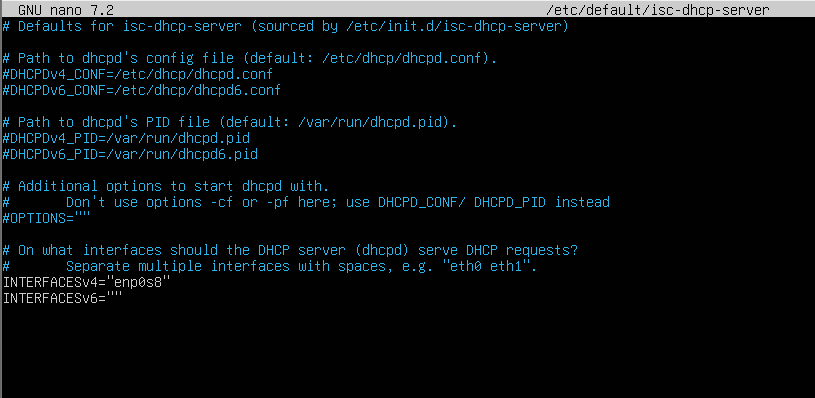 GNU nano 7.2 /etc/default/isc-dhcp-server
# Defaults for isc-dhcp-server (sourced by /etc/init.d/isc-dhcp-server)
# Path to dhcpd's config file (default: /etc/dhcp/dhcpd.conf).
#DHCPDv4_CONF=/etc/dhcp/dhcpd.conf
#DHCPDv6_CONF=/etc/dhcp/dhcpd6.conf
# Path to dhcpd's PID file (default: /var/run/dhcpd.pid).
#DHCPDv4_PID=/var/run/dhcpd.pid
#DHCPDv6_PID=/var/run/dhcpd6.pid
# Additional options to start dhcpd with.
#       Don't use options -cf or -pf here; use DHCPD_CONF/ DHCPD_PID instead
#OPTIONS=""
# On what interfaces should the DHCP server (dhcpd) serve DHCP requests?
#       Separate multiple interfaces with spaces, e.g. "eth0 eth1".
INTERFACESv4="enp0s8"
INTERFACESv6=""